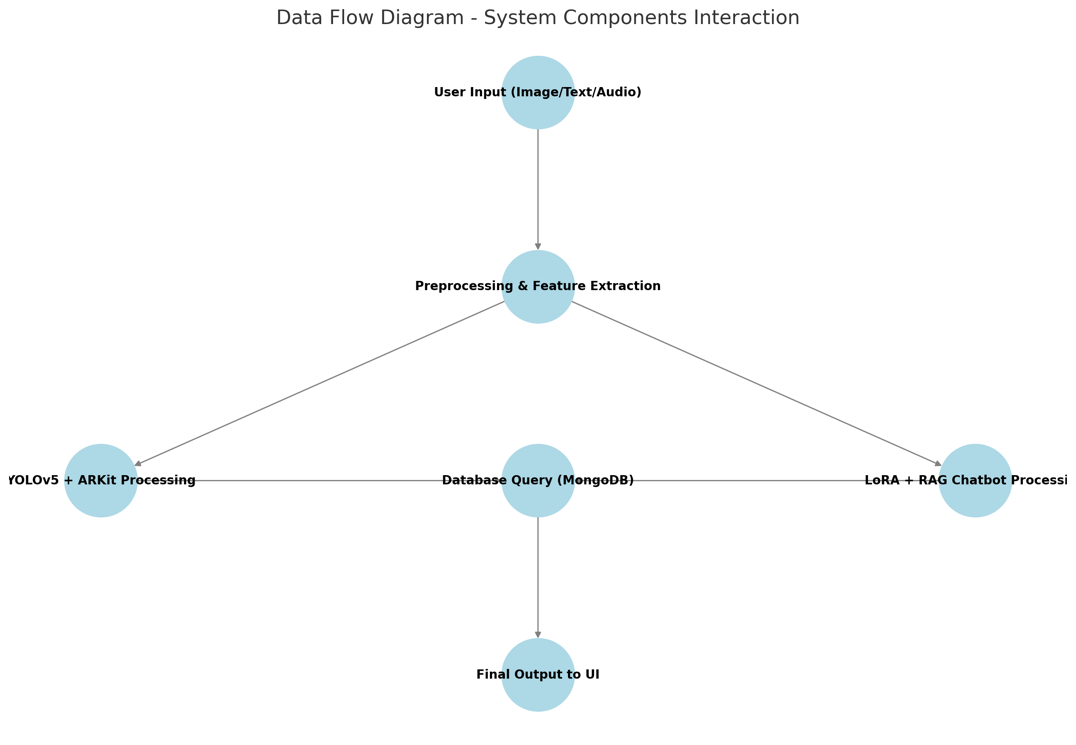 Data Flow Diagram - System Components Interaction
User Input (Image/Text/Audio)
Preprocessing & Feature Extraction
YOLOv5 + ARKit Processing
Database Query (MongoDB)
LoRA + RAG Chatbot Processi
Final Output to UI